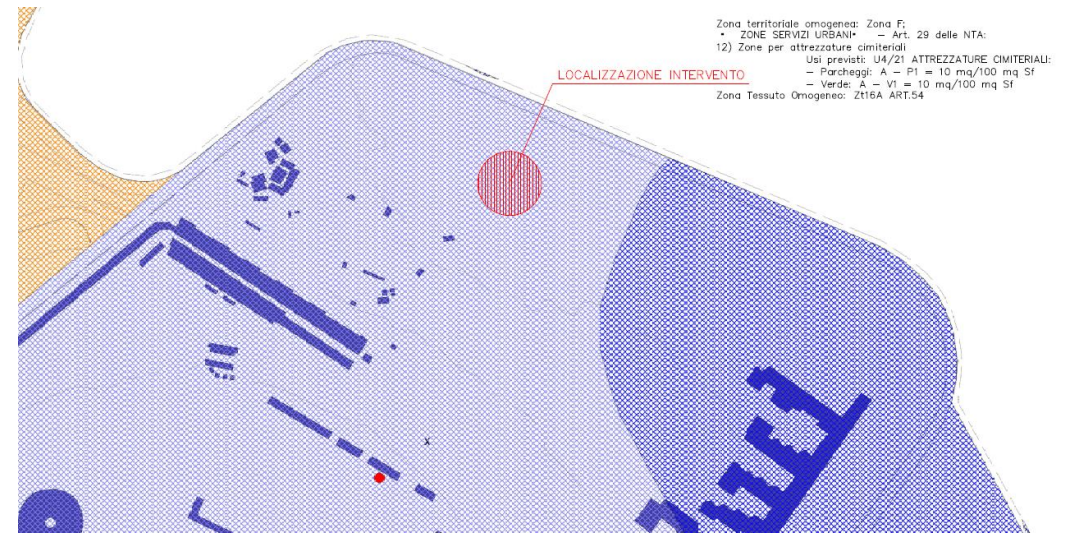 Zona territoriale omogenea: Zona F;
• ZONE SERVIZI URBANI• – Art. 29 delle NTA:
12) Zone per attrezzature cimiteriali
Usi previsti: U4/21 ATTREZZATURE CIMITERIALI:
– Parcheggi: A – P1 = 10 mq/100 mq Sf
– Verde: A – V1 = 10 mq/100 mq Sf
Zona Tessuto Omogeneo: Zt16A ART.54
LOCALIZZAZIONE INTERVENTO
x